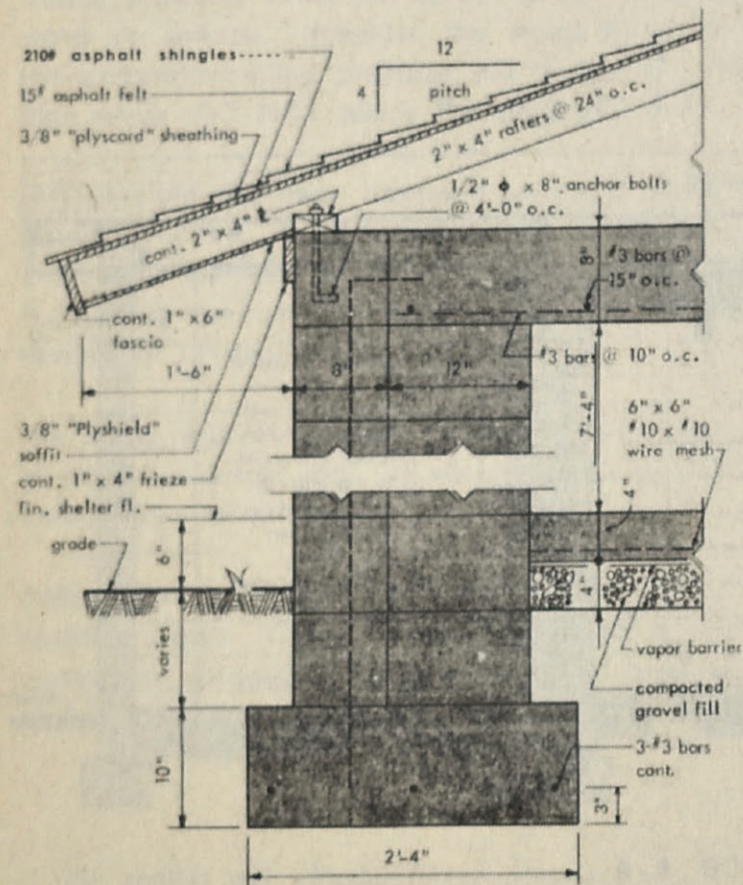 210# asphalt shingles
15# asphalt felt
3/8" "plyscord" sheathing
12
4
pitch
2" x 4" rafters @ 24" o.c.
1/2" ϕ x 8" anchor bolts
@ 4'-0" o.c.
cont. 2" x 4" ℄
8"
#3 bars @
15" o.c.
cont. 1" x 6"
fascia
#3 bars @ 10" o.c.
1'-6"
8"
12"
7'-4"
6" x 6"
#10 x #10
wire mesh
3/8" "Plyshield"
soffit
cont. 1" x 4" frieze
fin. shelter fl.
4"
grade
6"
4"
varies
vapor barrier
compacted
gravel fill
10"
3-#3 bars
cont.
3"
2'-4"